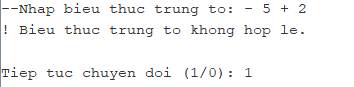 --Nhap bieu thuc trung to: - 5 + 2
! Bieu thuc trung to khong hop le.
Tiep tuc chuyen doi (1/0): 1